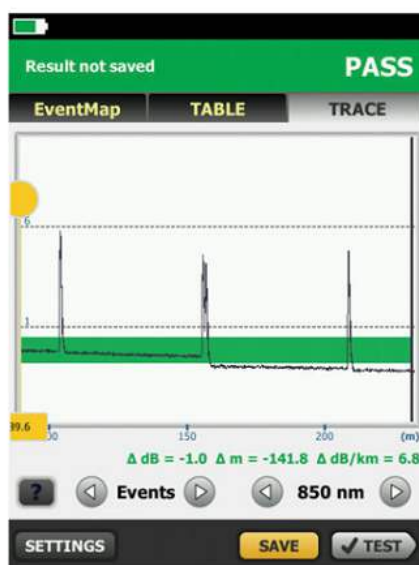 Result not saved PASS
EventMap TABLE TRACE
6
1
89.6
150 200 (m)
Δ dB = -1.0 Δ m = -141.8 Δ dB/km = 6.8
? Events 850 nm
SETTINGS SAVE TEST